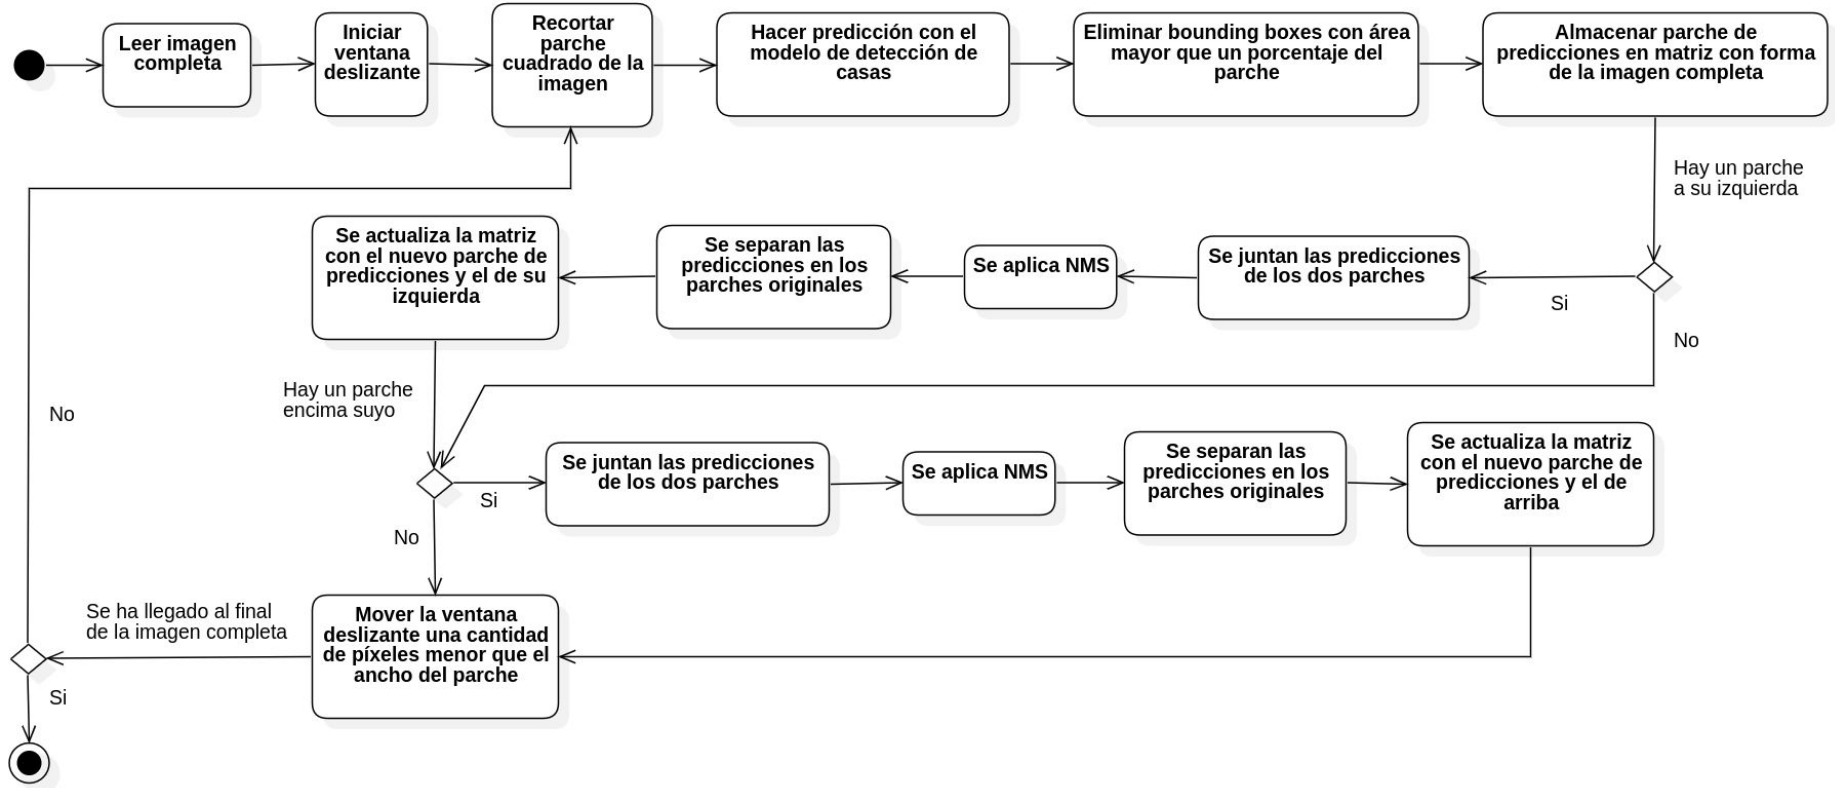 Leer imagen
completa
Iniciar
ventana
deslizante
Recortar
parche
cuadrado de la
imagen
Hacer predicción con el
modelo de detección de
casas
Eliminar bounding boxes con área
mayor que un porcentaje del
parche
Almacenar parche de
predicciones en matriz con forma
de la imagen completa
Hay un parche
a su izquierda
Si
No
Se juntan las predicciones
de los dos parches
Se aplica NMS
Se separan las
predicciones en los
parches originales
Se actualiza la matriz
con el nuevo parche de
predicciones y el de su
izquierda
Hay un parche
encima suyo
Si
No
Se juntan las predicciones
de los dos parches
Se aplica NMS
Se separan las
predicciones en los
parches originales
Se actualiza la matriz
con el nuevo parche de
predicciones y el de
arriba
Mover la ventana
deslizante una cantidad
de píxeles menor que el
ancho del parche
Se ha llegado al final
de la imagen completa
No
Si